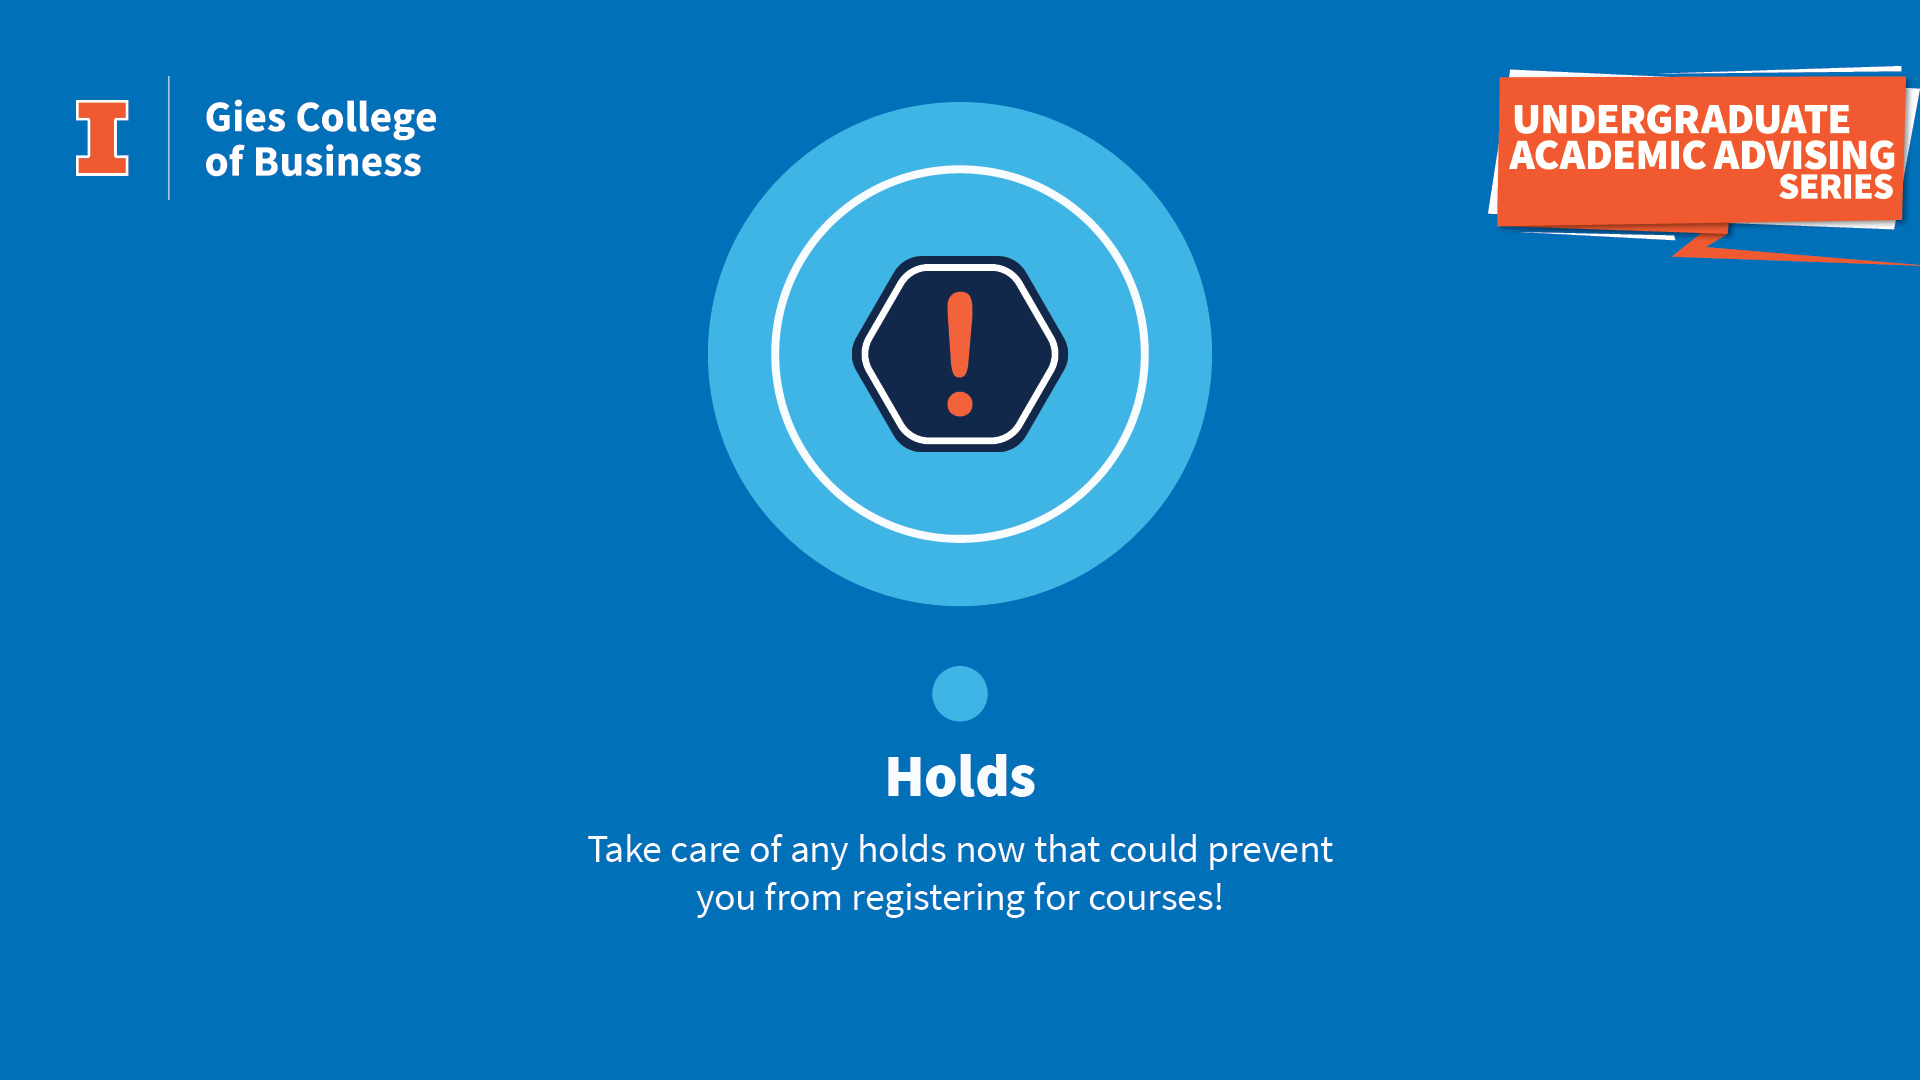 I
Gies College
of Business
UNDERGRADUATE
ACADEMIC ADVISING
SERIES
!
Holds
Take care of any holds now that could prevent
you from registering for courses!